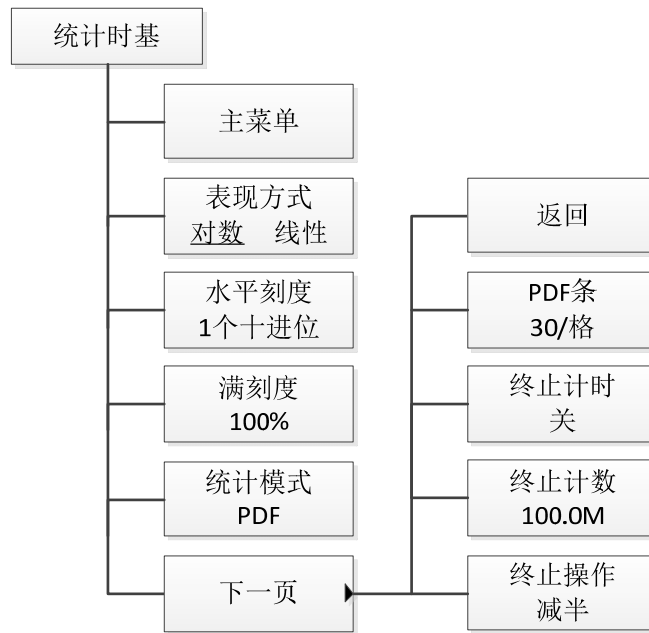 统计时基
主菜单
表现方式
对数 线性
水平刻度
1个十进位
满刻度
100%
统计模式
PDF
下一页
返回
PDF条
30/格
终止计时
关
终止计数
100.0M
终止操作
减半